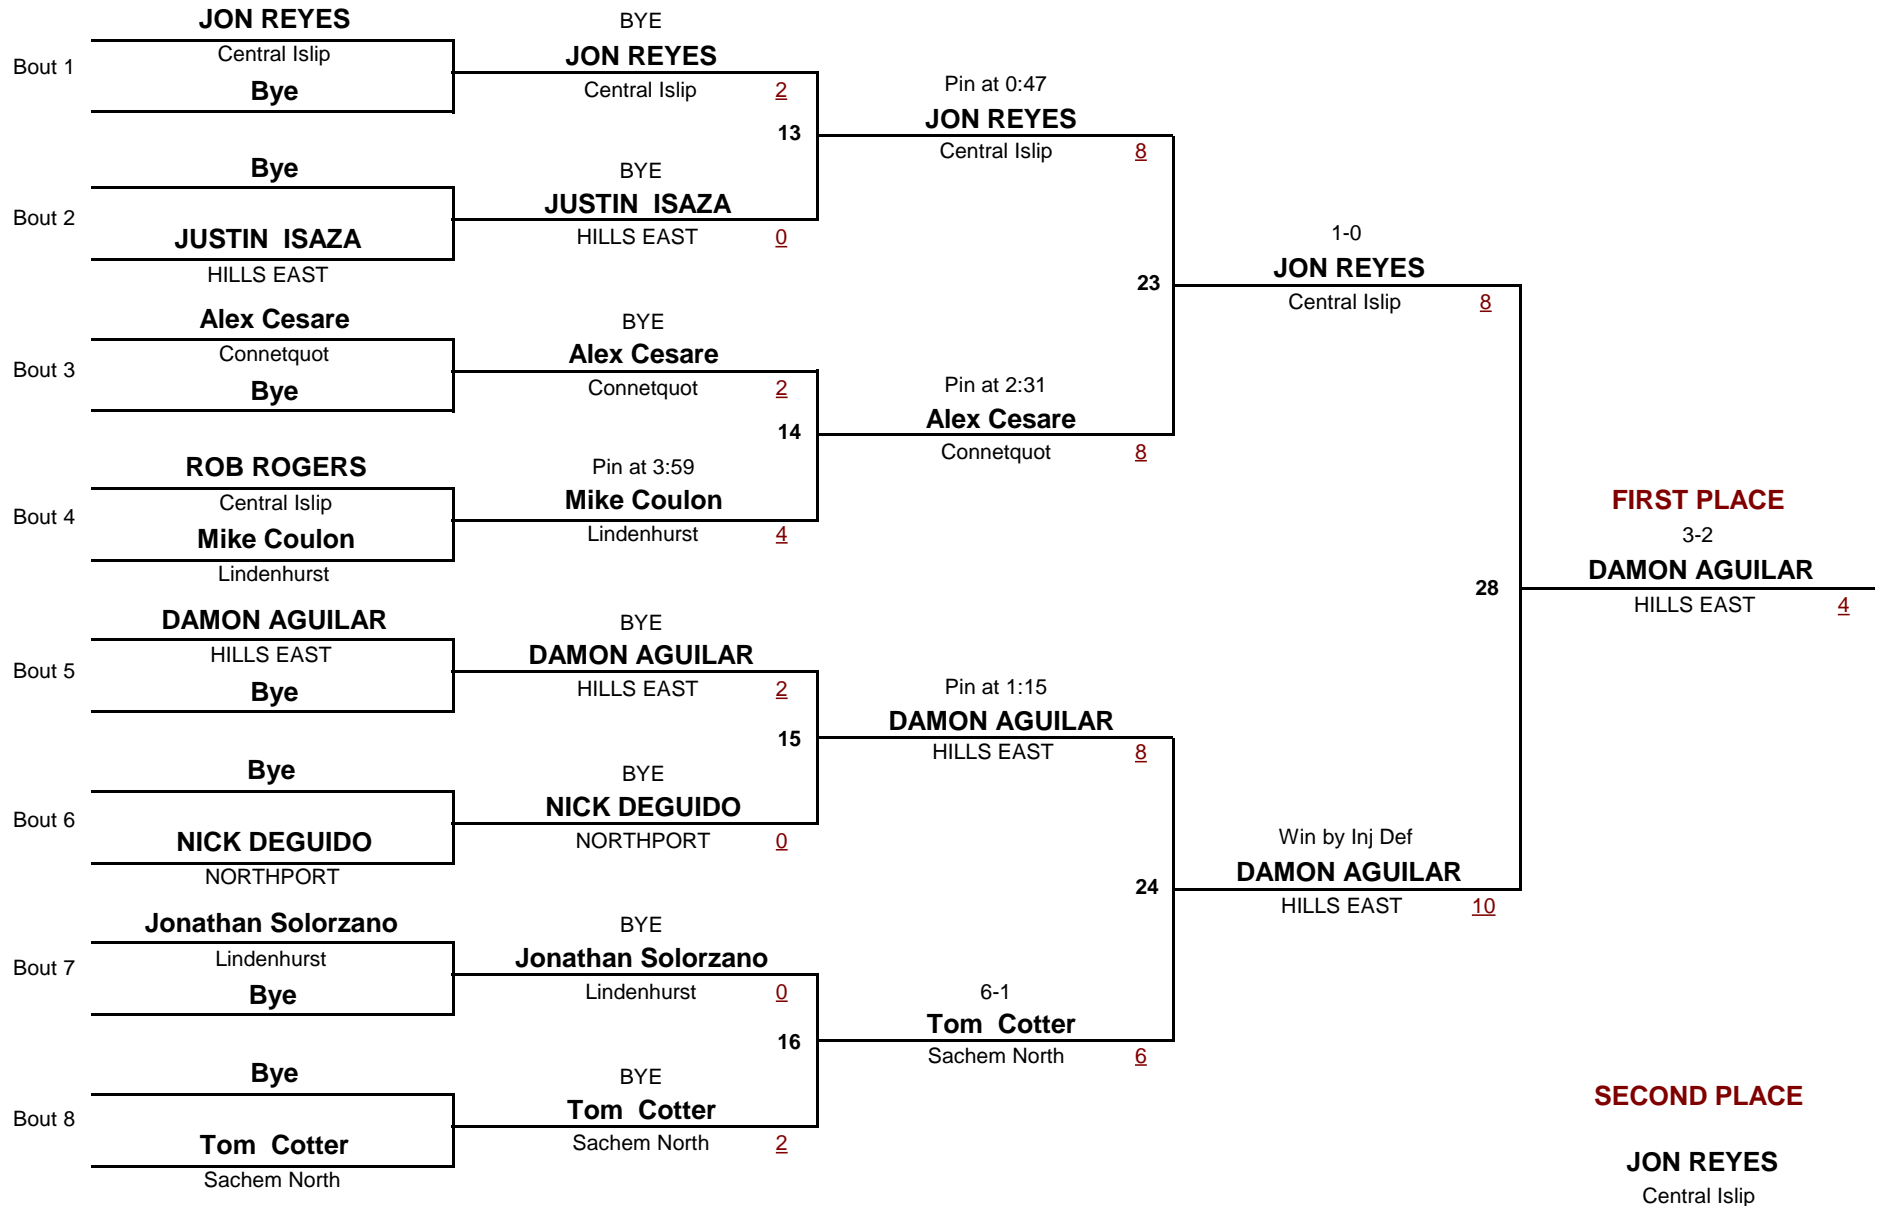 JON REYES
Bout 1
Central Islip
Bye
BYE
JON REYES
Central Islip 2
13
Bye
Bout 2
JUSTIN ISAZA
HILLS EAST
BYE
JUSTIN ISAZA
HILLS EAST 0
Pin at 0:47
JON REYES
Central Islip 8
Alex Cesare
Bout 3
Connetquot
Bye
BYE
Alex Cesare
Connetquot 2
14
ROB ROGERS
Bout 4
Central Islip
Mike Coulon
Lindenhurst
Pin at 3:59
Mike Coulon
Lindenhurst 4
Pin at 2:31
Alex Cesare
Connetquot 8
23
1-0
JON REYES
Central Islip 8
DAMON AGUILAR
Bout 5
HILLS EAST
Bye
BYE
DAMON AGUILAR
HILLS EAST 2
15
Bye
Bout 6
NICK DEGUIDO
NORTHPORT
BYE
NICK DEGUIDO
NORTHPORT 0
Pin at 1:15
DAMON AGUILAR
HILLS EAST 8
Jonathan Solorzano
Bout 7
Lindenhurst
Bye
BYE
Jonathan Solorzano
Lindenhurst 0
16
Bye
Bout 8
Tom Cotter
Sachem North
BYE
Tom Cotter
Sachem North 2
6-1
Tom Cotter
Sachem North 6
24
Win by Inj Def
DAMON AGUILAR
HILLS EAST 10
28
FIRST PLACE
3-2
DAMON AGUILAR
HILLS EAST 4
SECOND PLACE
JON REYES
Central Islip